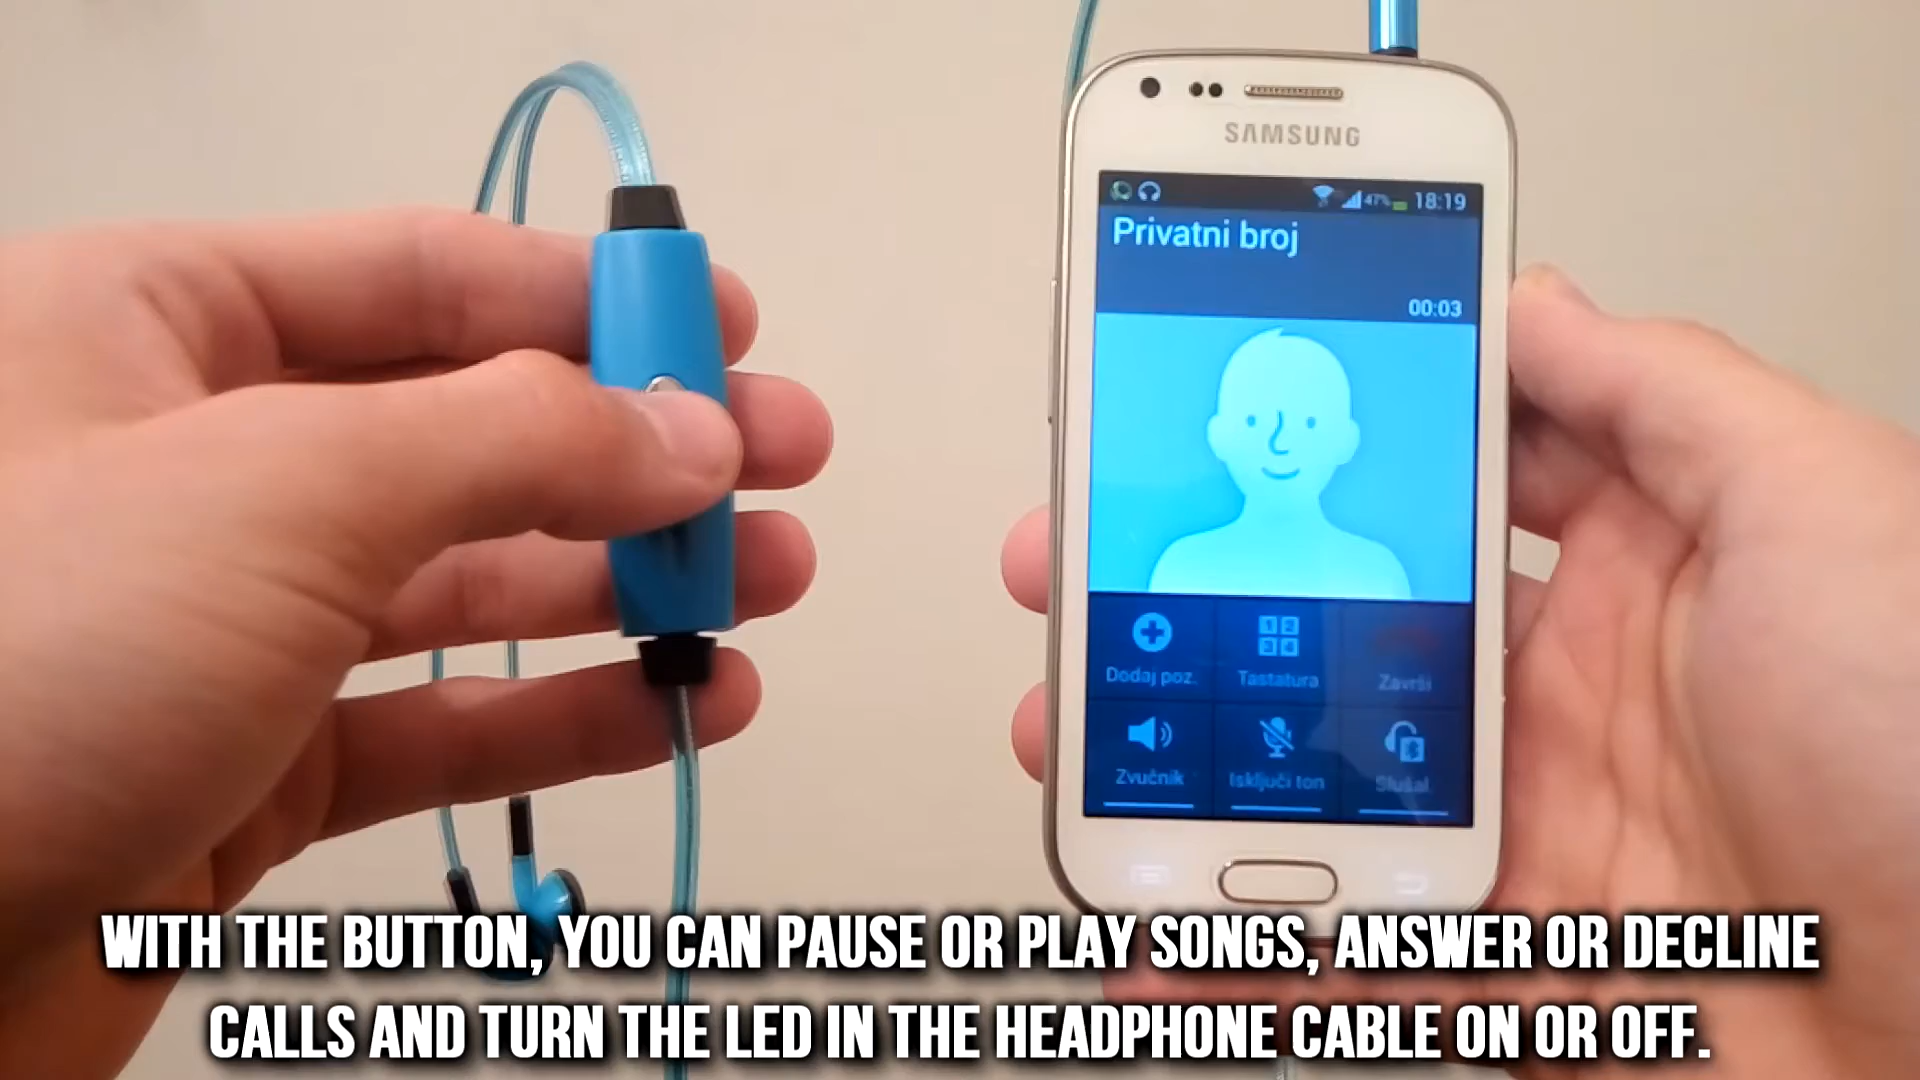 SAMSUNG
47% 18:19
Privatni broj
00:03
Dodaj poz.
Tastatura
Završi
Zvučnik
Isključi ton
Slušal
WITH THE BUTTON, YOU CAN PAUSE OR PLAY SONGS, ANSWER OR DECLINE
CALLS AND TURN THE LED IN THE HEADPHONE CABLE ON OR OFF.